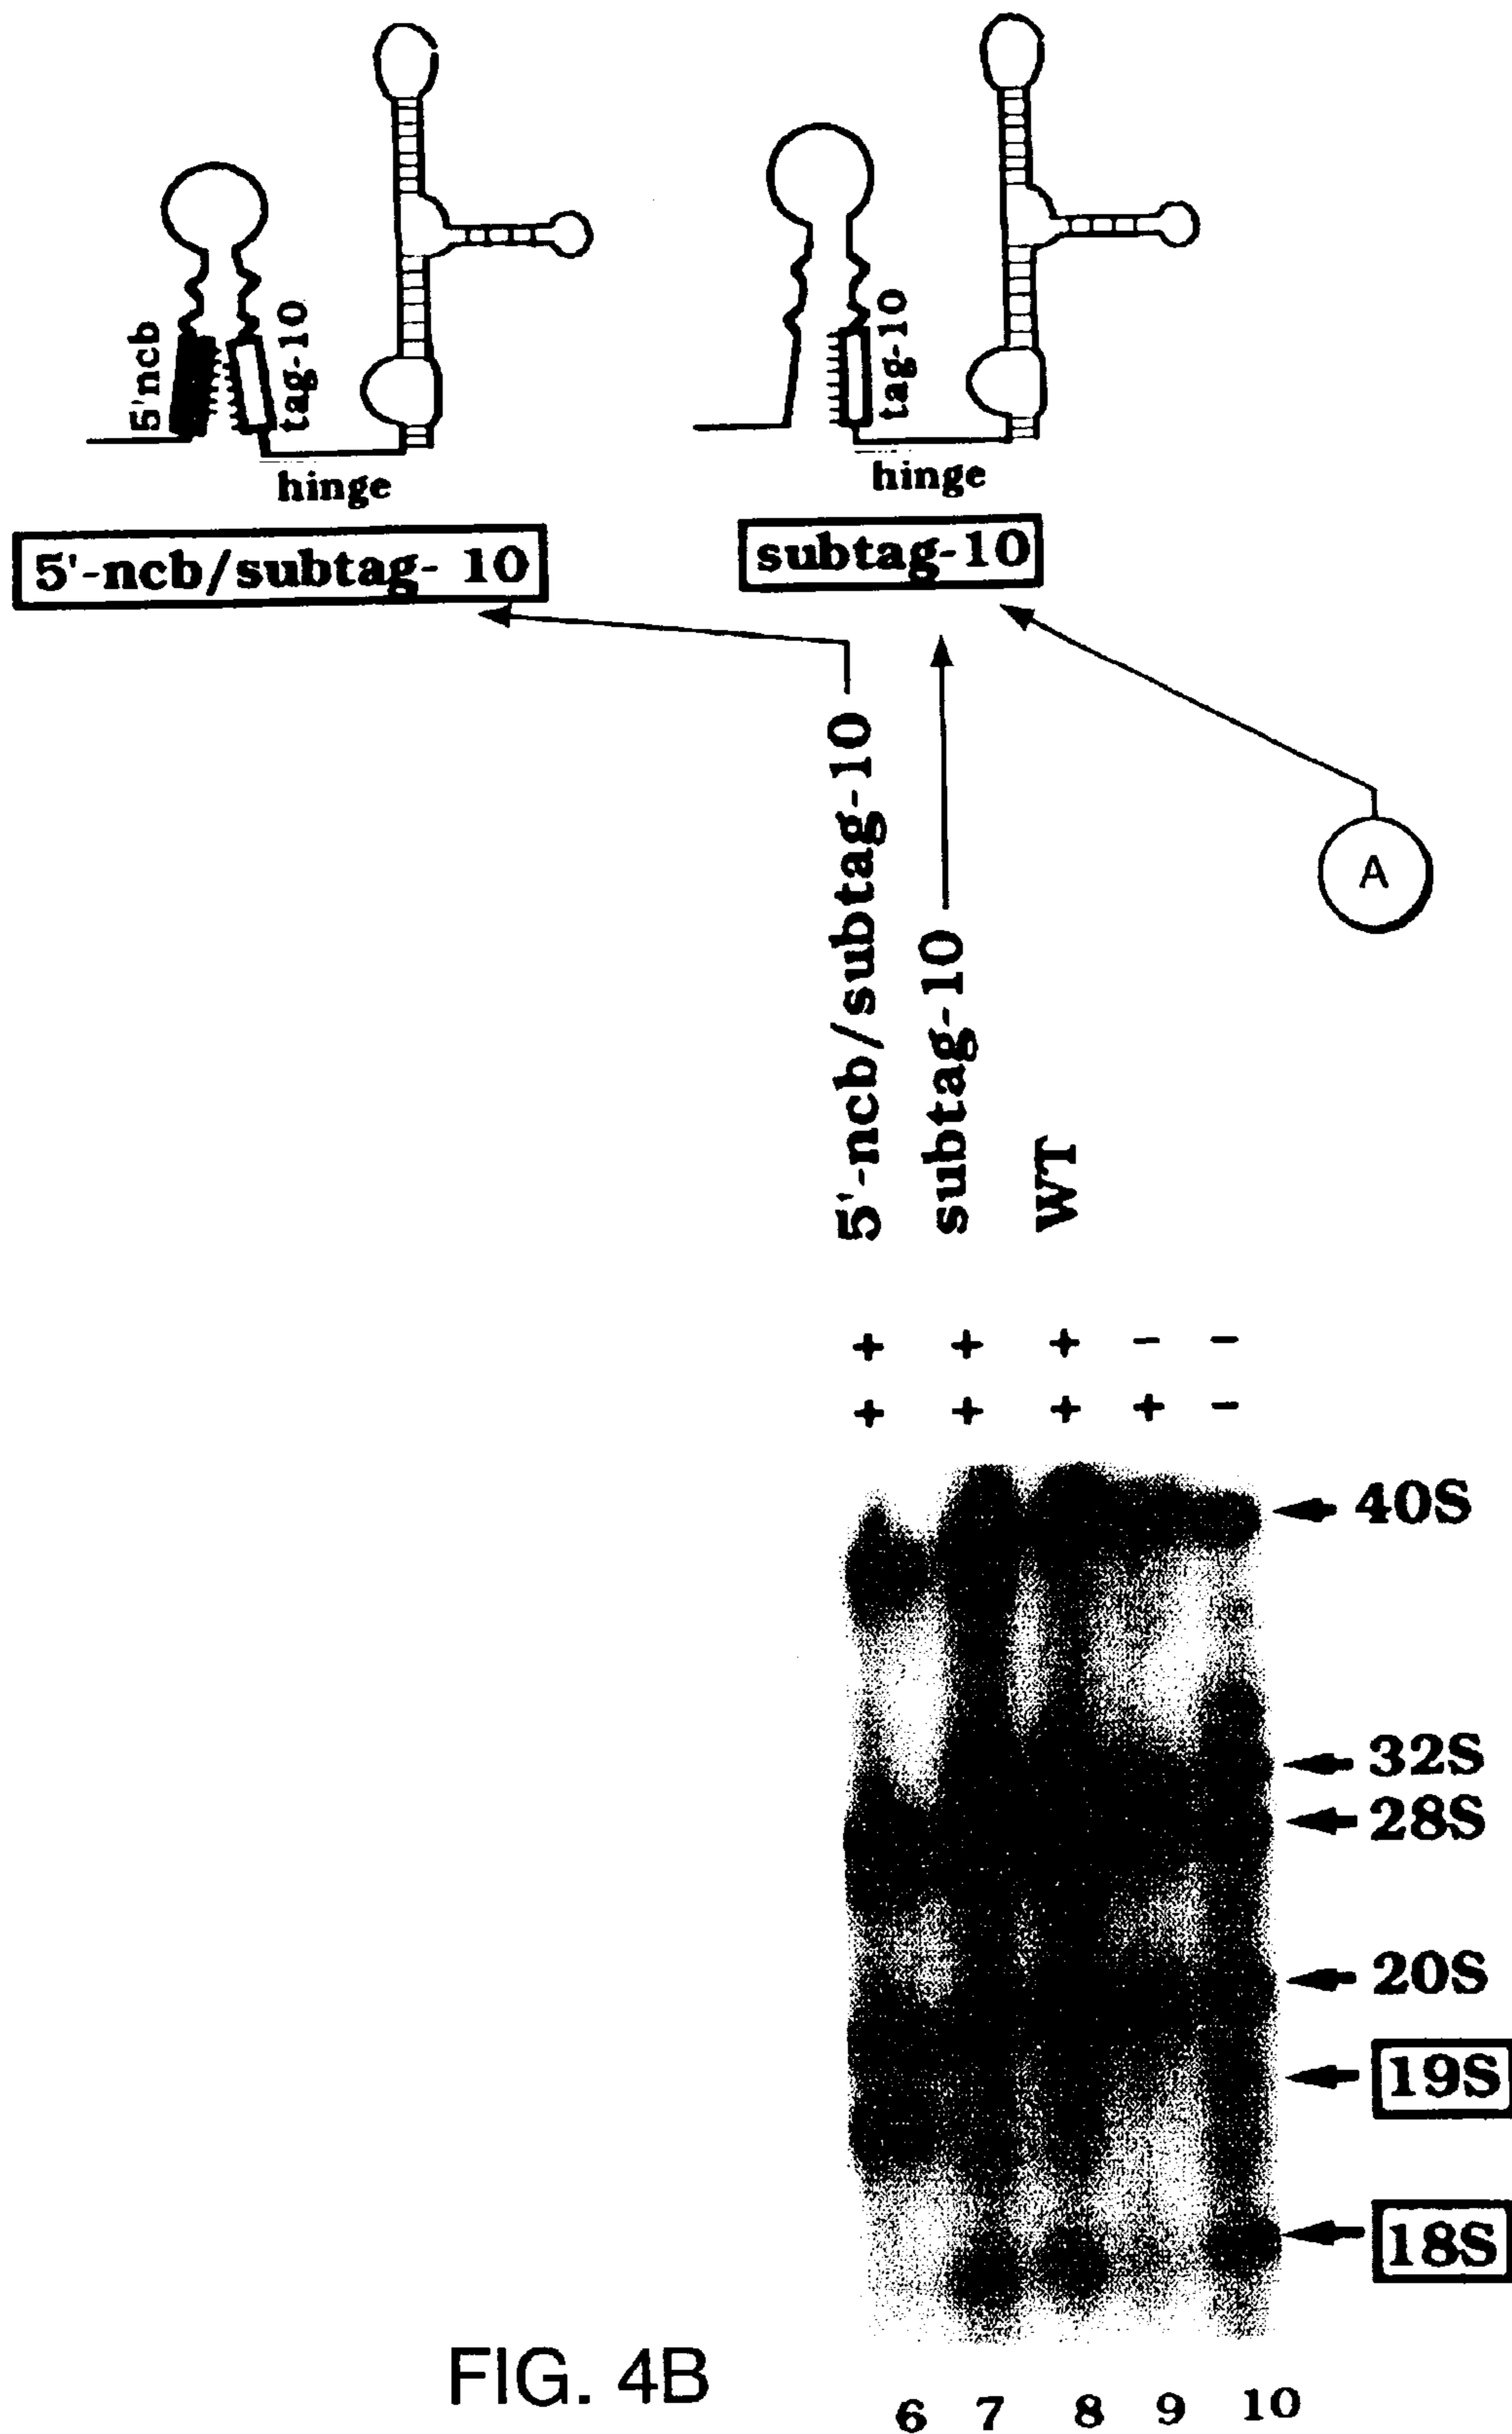 5'ncb
tag-10
hinge
5'-ncb/subtag- 10
tag-10
hinge
subtag-10
A
5'-ncb/subtag-10
subtag-10
WT
+ + + - -
+ + + + -
40S
32S
28S
20S
19S
18S
6 7 8 9 10
FIG. 4B